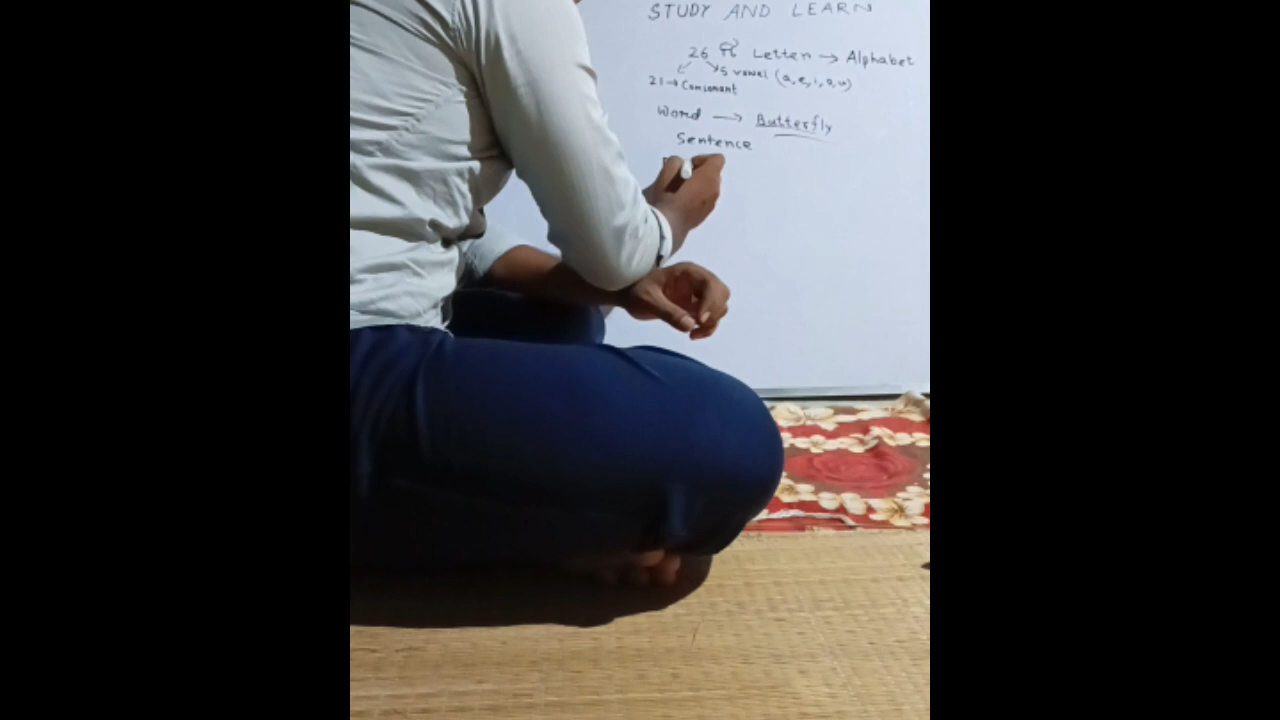 STUDY AND LEARN
26 টি Letter → Alphabet
5 vowel (a, e, i, o, u)
21 → Consonant
Word → Butterfly
Sentence